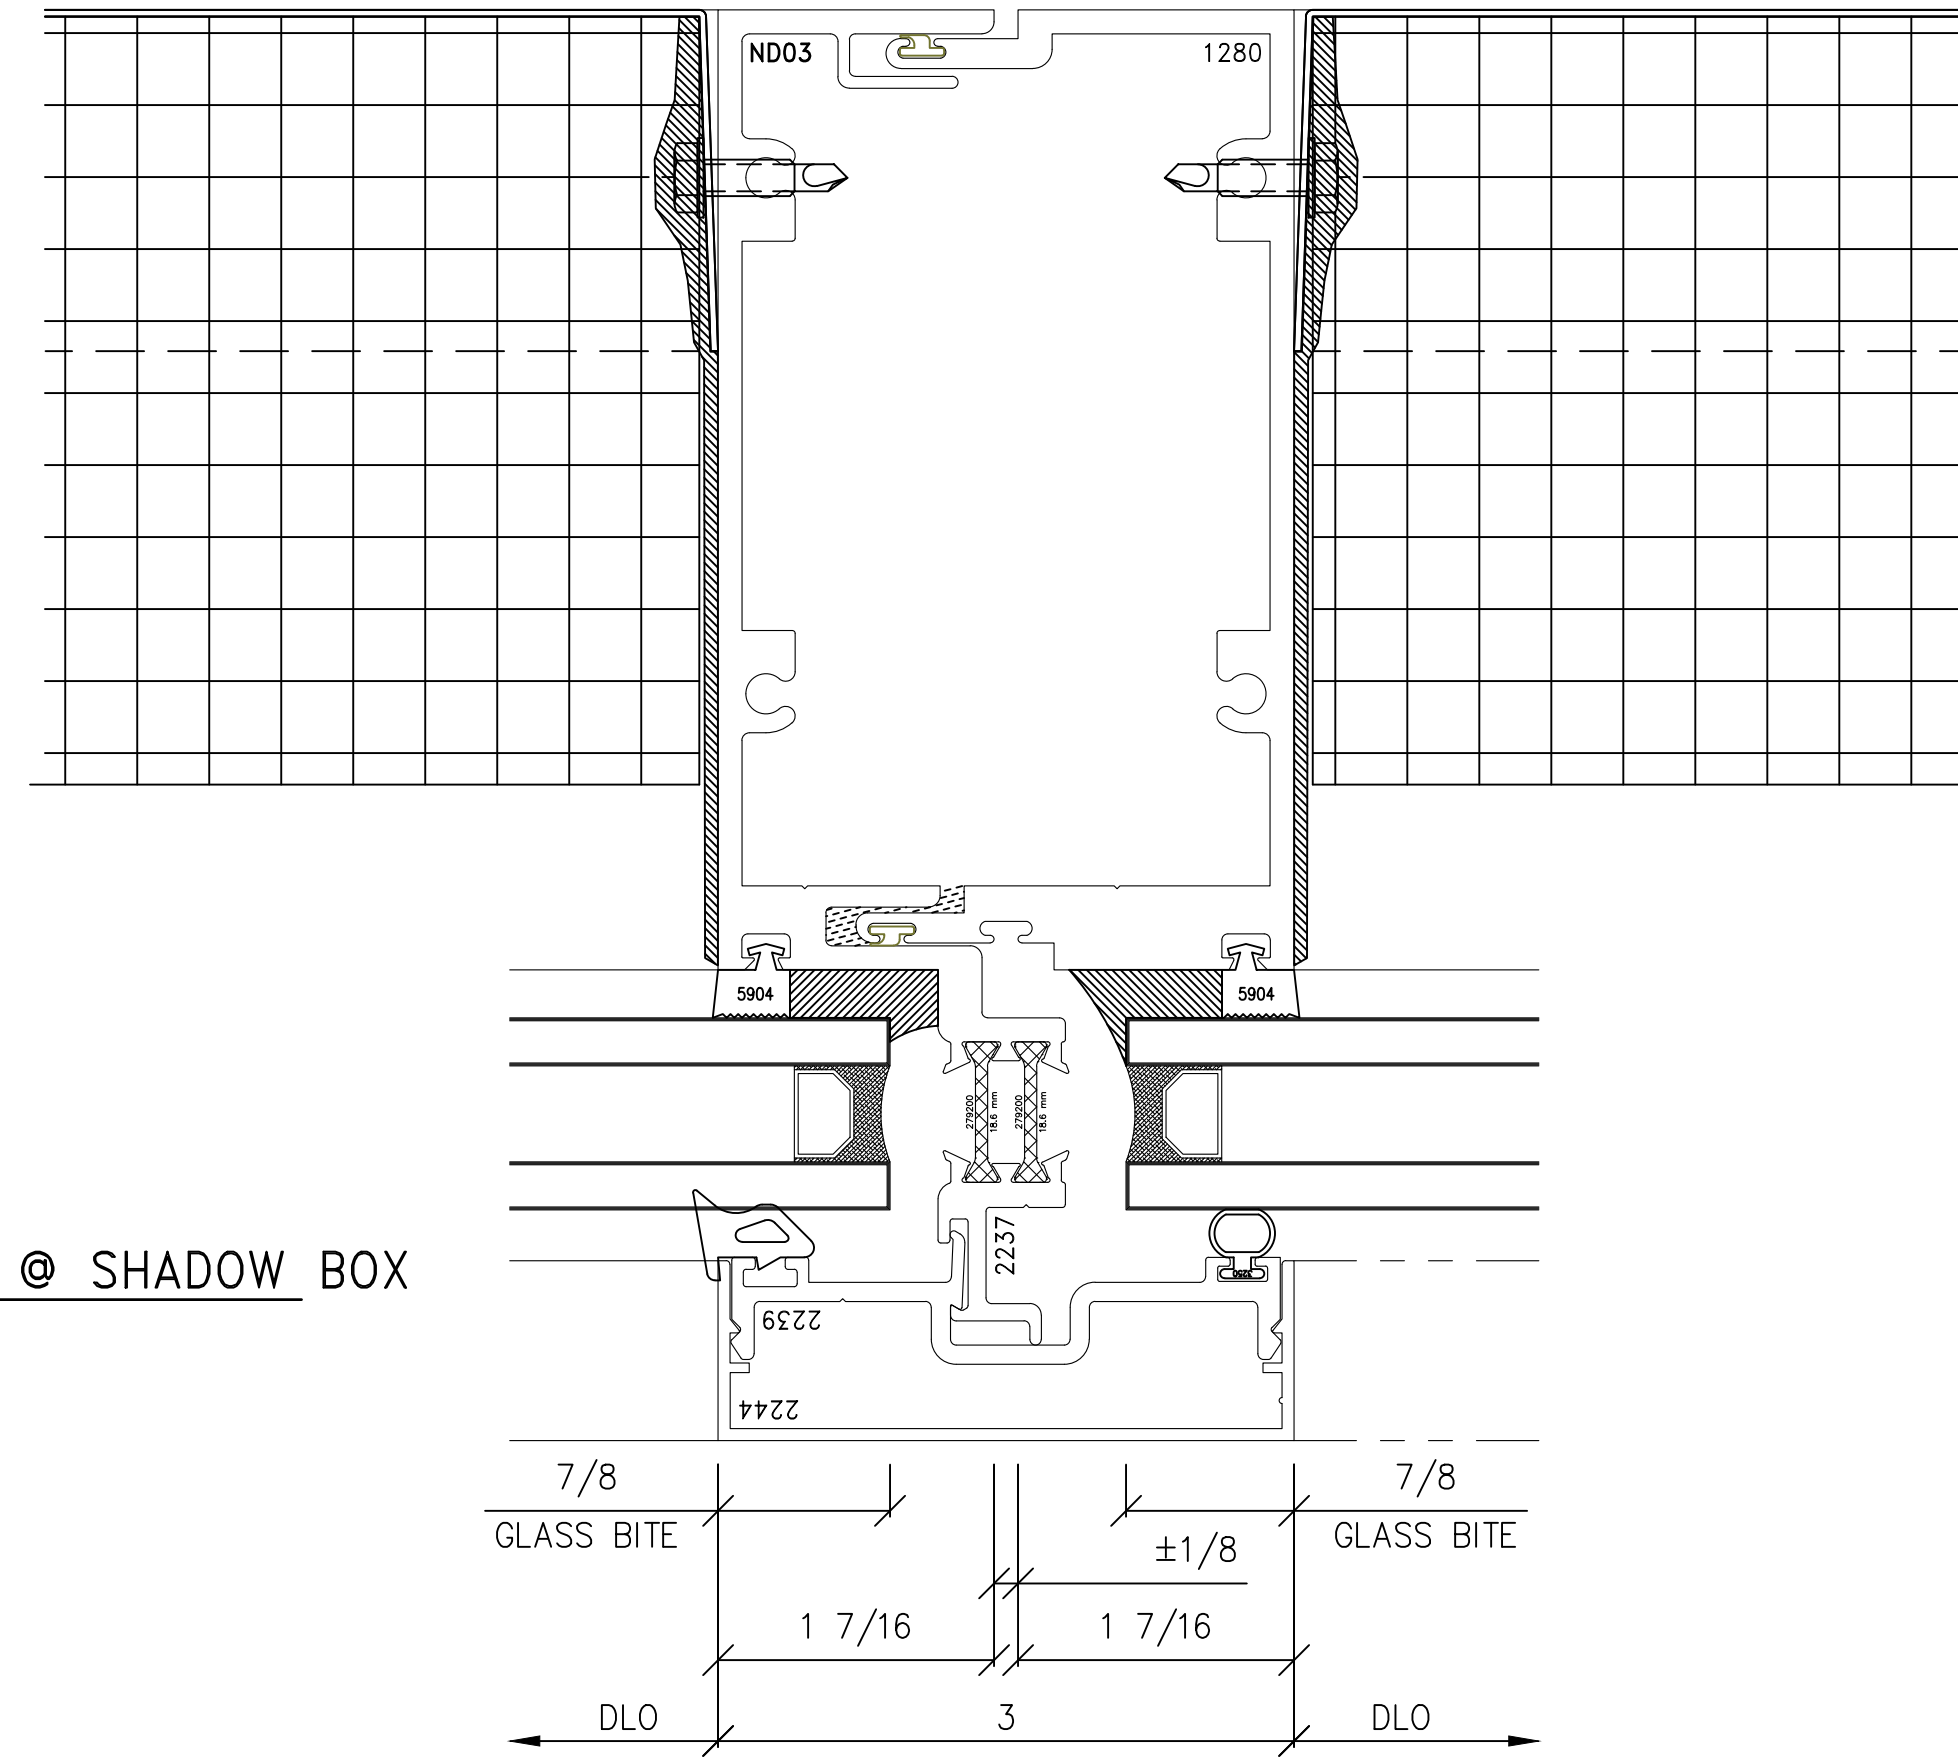 ND03
1280
5904
5904
279200
18.6 mm
279200
18.6 mm
2237
@ SHADOW BOX
3250
2239
2244
7/8
7/8
GLASS BITE
GLASS BITE
±1/8
1 7/16
1 7/16
DLO
3
DLO